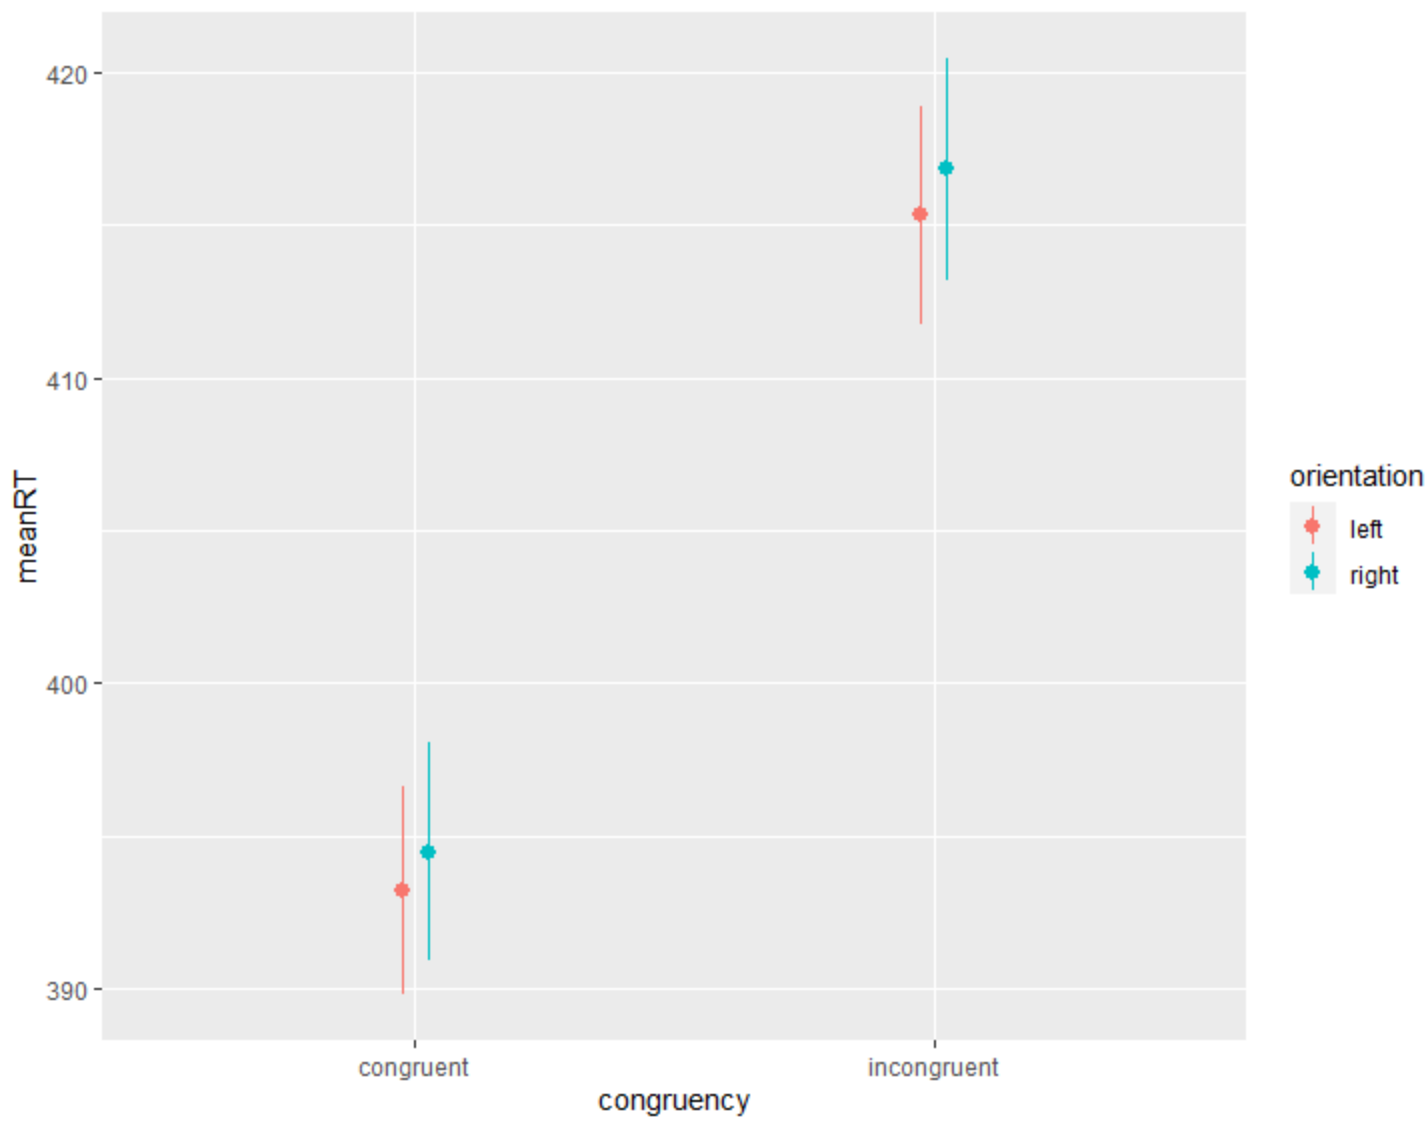 420
410
400
390
meanRT
congruent
incongruent
congruency
orientation
left
right